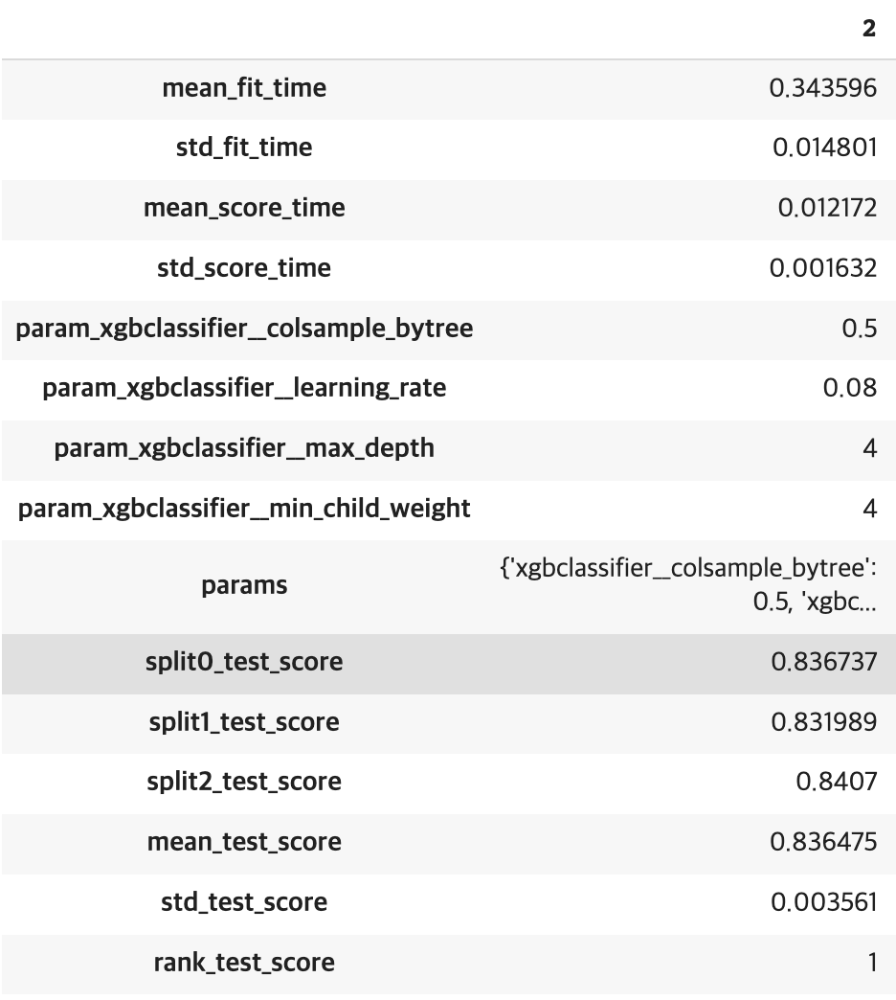 2
mean_fit_time 0.343596
std_fit_time 0.014801
mean_score_time 0.012172
std_score_time 0.001632
param_xgbclassifier__colsample_bytree 0.5
param_xgbclassifier__learning_rate 0.08
param_xgbclassifier__max_depth 4
param_xgbclassifier__min_child_weight 4
params {'xgbclassifier__colsample_bytree':
0.5, 'xgbc...
split0_test_score 0.836737
split1_test_score 0.831989
split2_test_score 0.8407
mean_test_score 0.836475
std_test_score 0.003561
rank_test_score 1